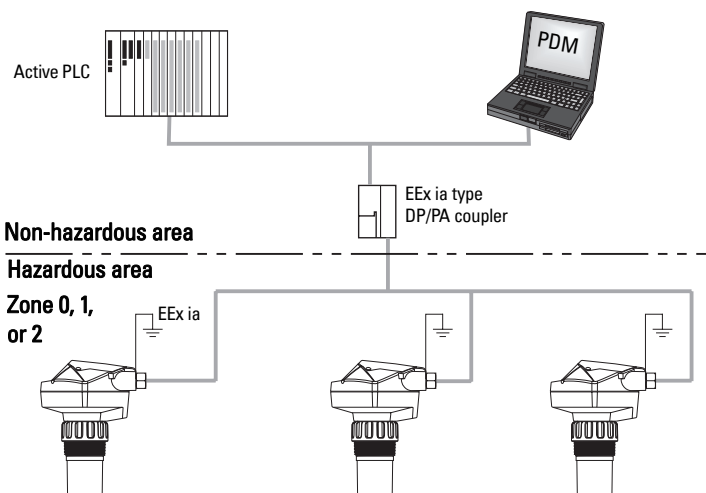 PDM
Active PLC
EEx ia type
DP/PA coupler
Non-hazardous area
Hazardous area
Zone 0, 1,
or 2
EEx ia